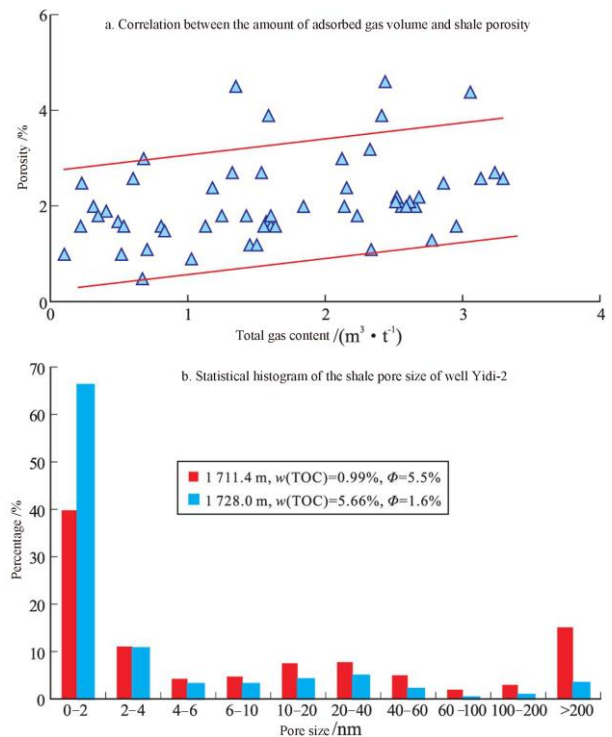 a. Correlation between the amount of adsorbed gas volume and shale porosity
6
4
2
0
Porosity /%
0 1 2 3 4
Total gas content /(m³・t⁻¹)
b. Statistical histogram of the shale pore size of well Yidi-2
70
60
50
40
30
20
10
0
Percentage /%
1 711.4 m, w(TOC)=0.99%, Φ=5.5%
1 728.0 m, w(TOC)=5.66%, Φ=1.6%
0–2 2–4 4–6 6–10 10–20 20–40 40–60 60–100 100–200 >200
Pore size/nm